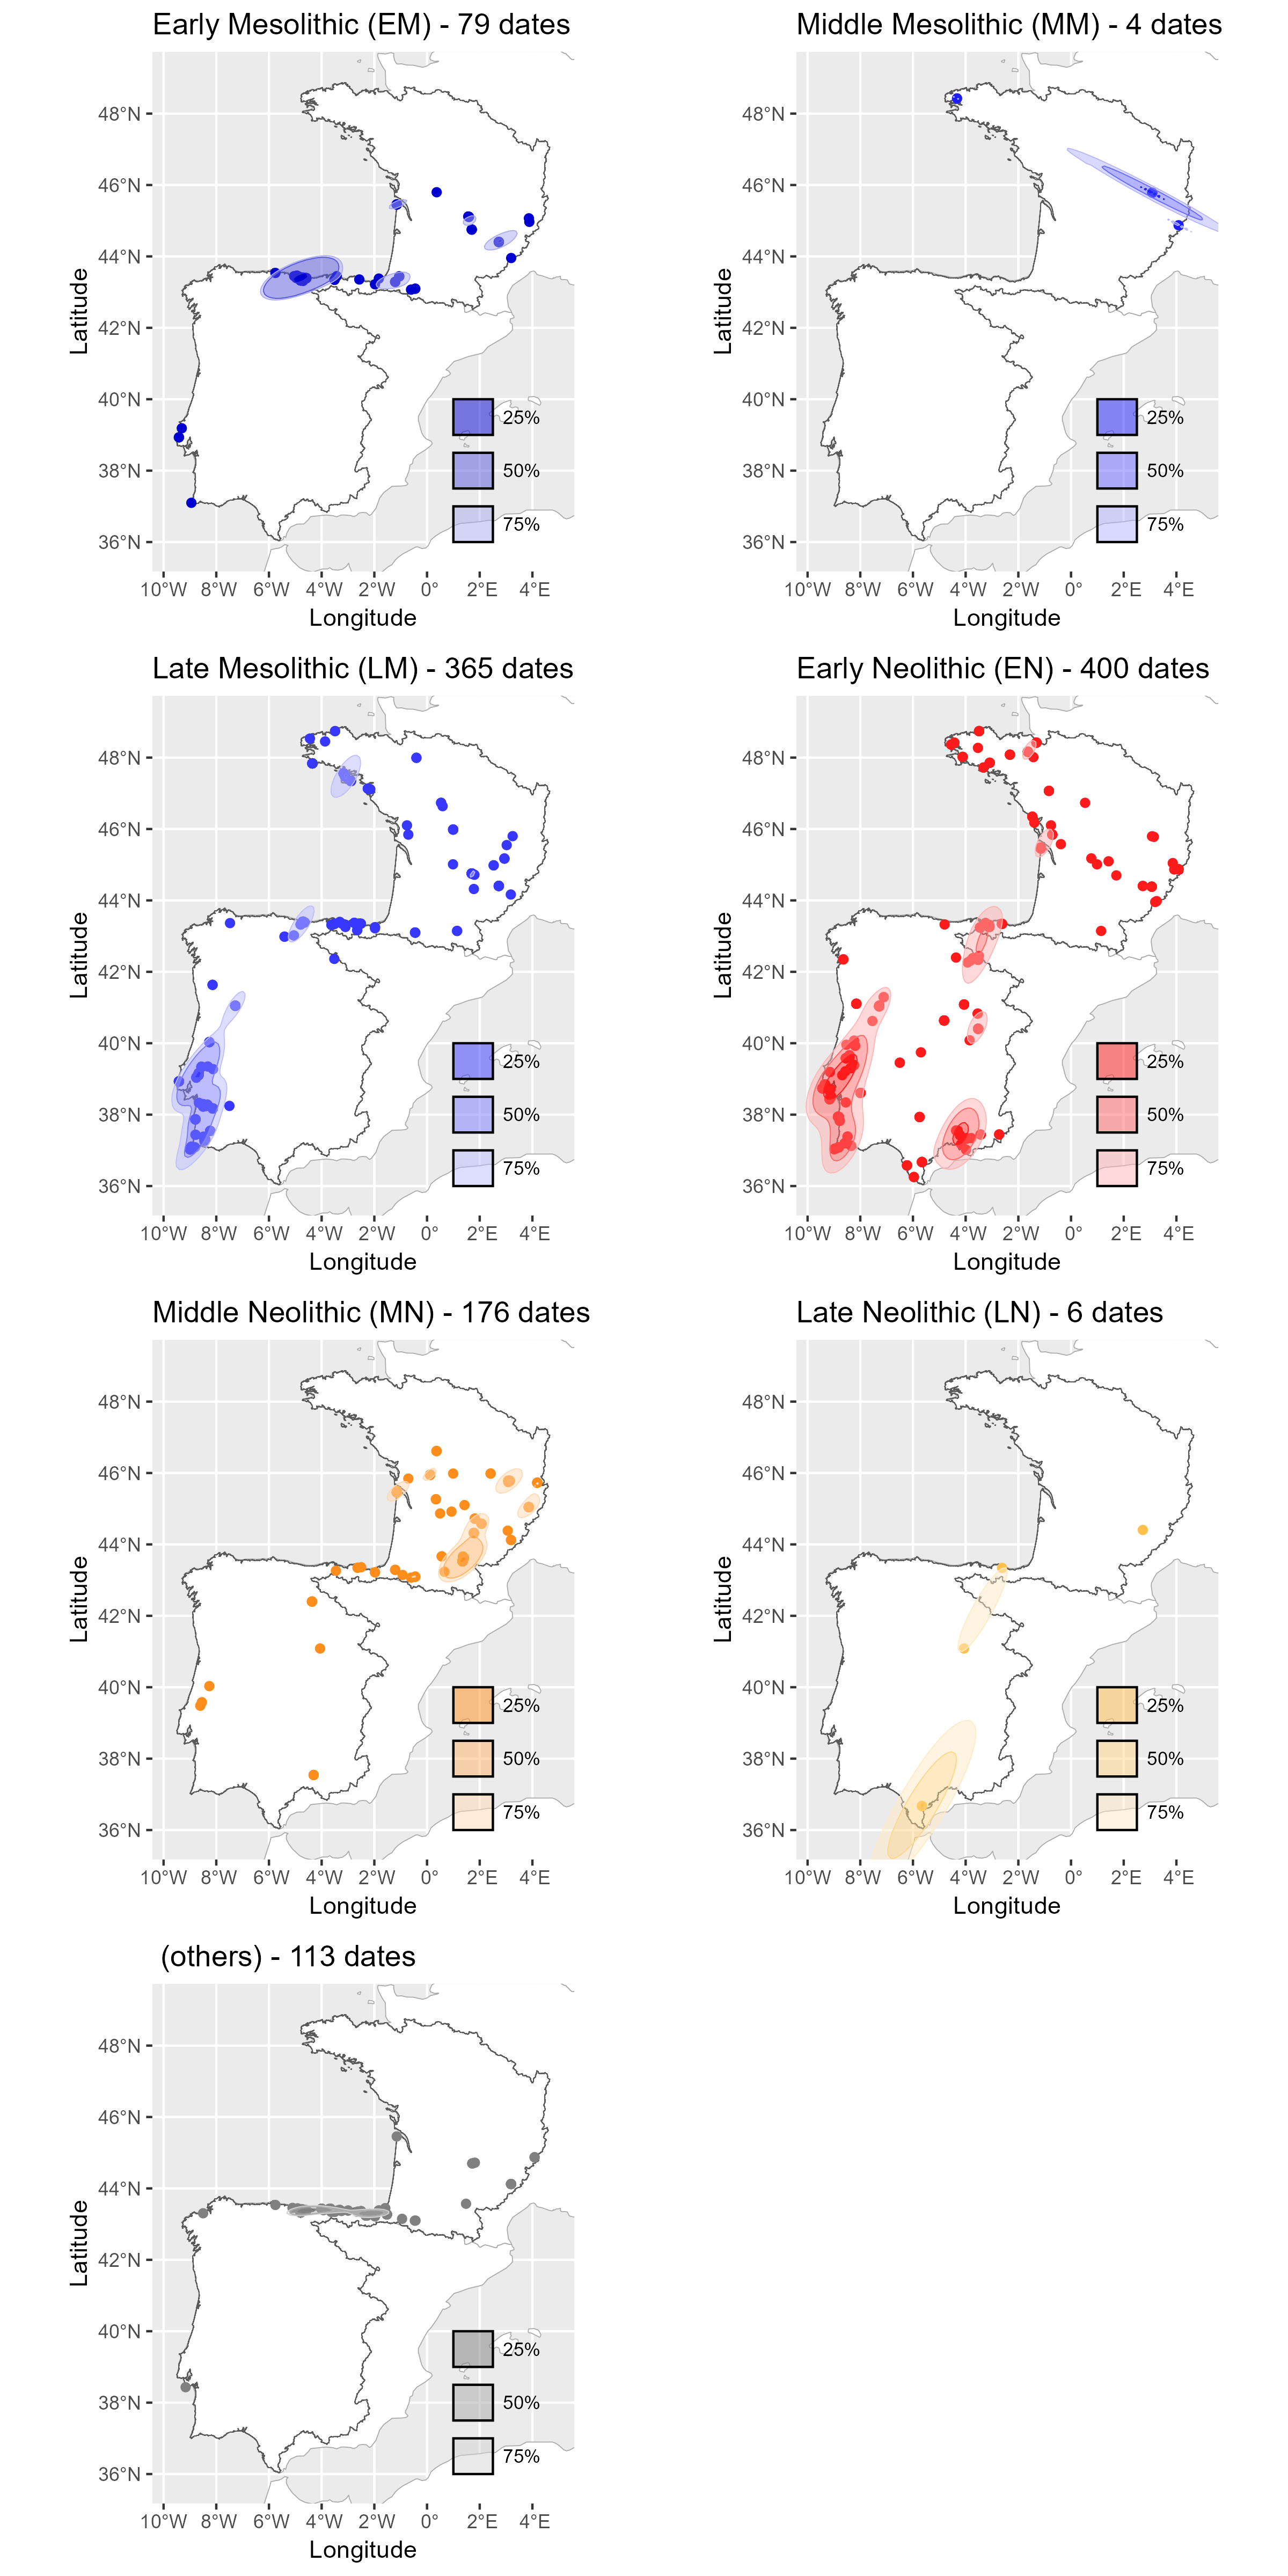 Early Mesolithic (EM) - 79 dates
48°N
46°N
44°N
42°N
40°N
38°N
36°N
Latitude
25%
50%
75%
10°W 8°W 6°W 4°W 2°W 0° 2°E 4°E
Longitude
Middle Mesolithic (MM) - 4 dates
48°N
46°N
44°N
42°N
40°N
38°N
36°N
Latitude
25%
50%
75%
10°W 8°W 6°W 4°W 2°W 0° 2°E 4°E
Longitude
Late Mesolithic (LM) - 365 dates
48°N
46°N
44°N
42°N
40°N
38°N
36°N
Latitude
25%
50%
75%
10°W 8°W 6°W 4°W 2°W 0° 2°E 4°E
Longitude
Early Neolithic (EN) - 400 dates
48°N
46°N
44°N
42°N
40°N
38°N
36°N
Latitude
25%
50%
75%
10°W 8°W 6°W 4°W 2°W 0° 2°E 4°E
Longitude
Middle Neolithic (MN) - 176 dates
48°N
46°N
44°N
42°N
40°N
38°N
36°N
Latitude
25%
50%
75%
10°W 8°W 6°W 4°W 2°W 0° 2°E 4°E
Longitude
Late Neolithic (LN) - 6 dates
48°N
46°N
44°N
42°N
40°N
38°N
36°N
Latitude
25%
50%
75%
10°W 8°W 6°W 4°W 2°W 0° 2°E 4°E
Longitude
(others) - 113 dates
48°N
46°N
44°N
42°N
40°N
38°N
36°N
Latitude
25%
50%
75%
10°W 8°W 6°W 4°W 2°W 0° 2°E 4°E
Longitude